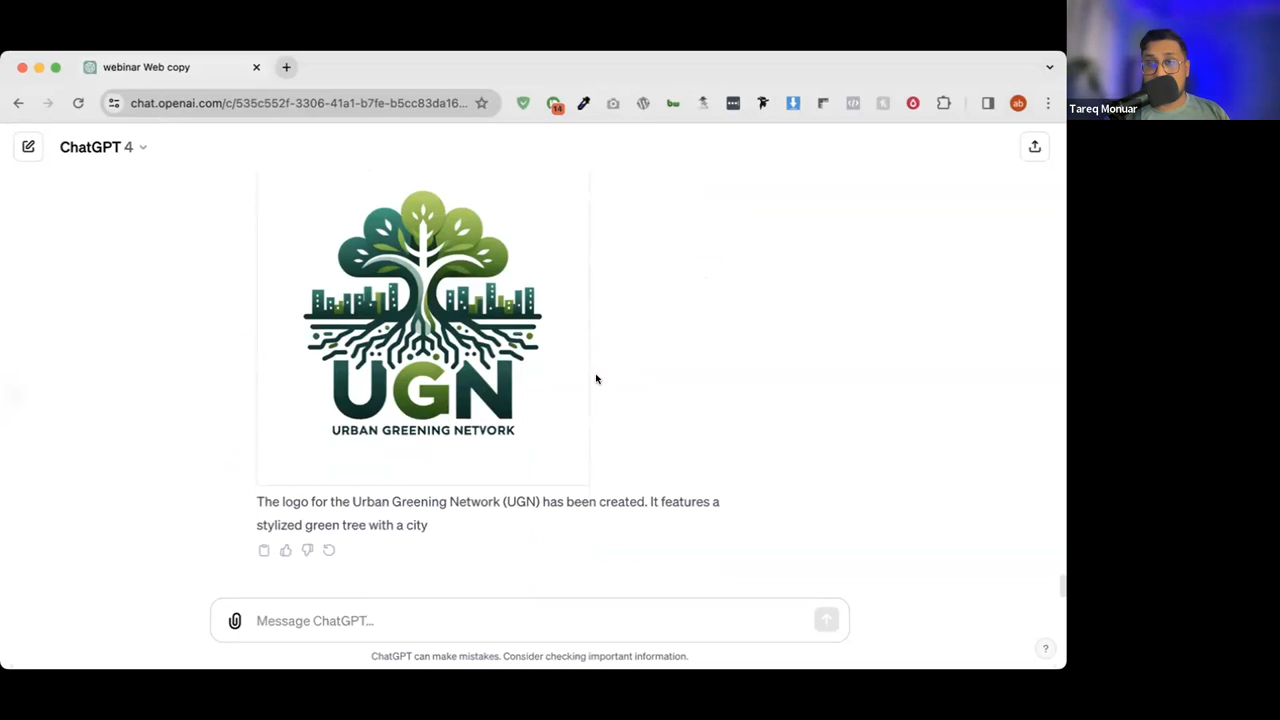 webinar Web copy
chat.openai.com/c/535c552f-3306-41a1-b7fe-b5cc83da16...
14
ab
Tareq Monuar
ChatGPT 4
UGN
URBAN GREENING NETWORK
The logo for the Urban Greening Network (UGN) has been created. It features a
stylized green tree with a city
Message ChatGPT...
ChatGPT can make mistakes. Consider checking important information.
?